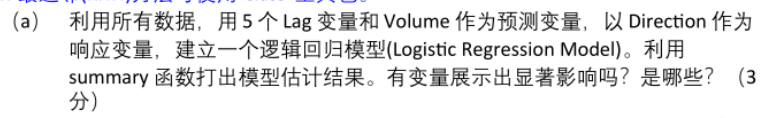 (a) 利用所有数据，用 5 个 Lag 变量和 Volume 作为预测变量，以 Direction 作为
响应变量，建立一个逻辑回归模型(Logistic Regression Model)。利用
summary 函数打出模型估计结果。有变量展示出显著影响吗？是哪些？（3
分）